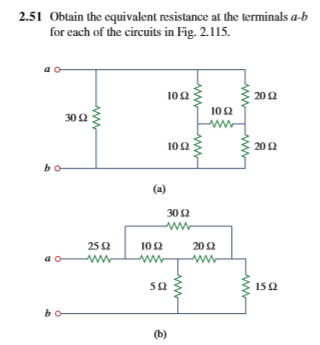 2.51 Obtain the equivalent resistance at the terminals a-b
for each of the circuits in Fig. 2.115.
a
10 Ω 20 Ω
30 Ω 10 Ω
10 Ω 20 Ω
b
(a)
30 Ω
25 Ω 10 Ω 20 Ω
a
5 Ω 15 Ω
b
(b)